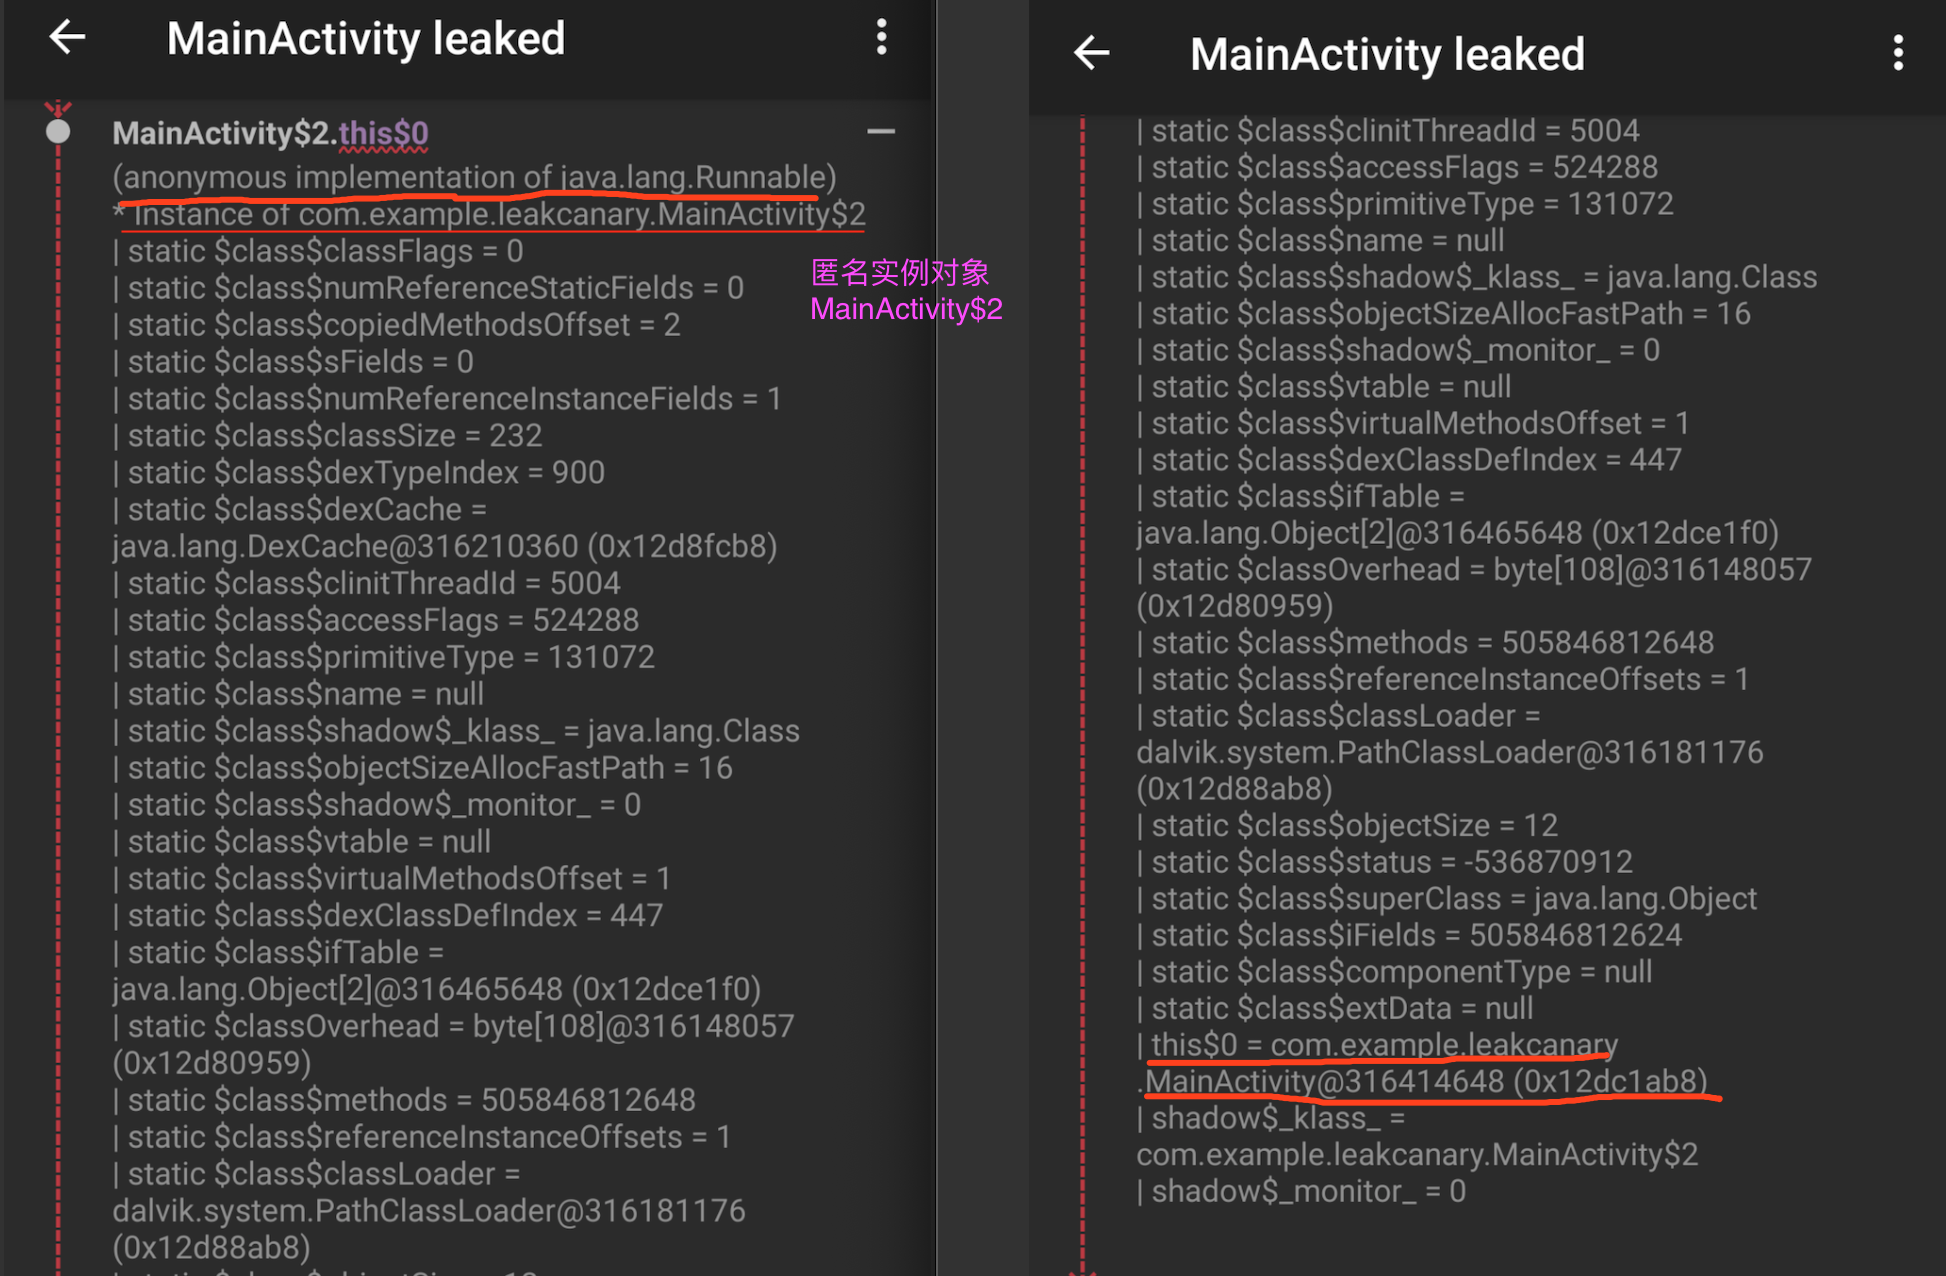 MainActivity leaked
MainActivity$2.this$0
(anonymous implementation of java.lang.Runnable)
* Instance of com.example.leakcanary.MainActivity$2
| static $class$classFlags = 0
| static $class$numReferenceStaticFields = 0
| static $class$copiedMethodsOffset = 2
| static $class$sFields = 0
| static $class$numReferenceInstanceFields = 1
| static $class$classSize = 232
| static $class$dexTypeIndex = 900
| static $class$dexCache =
java.lang.DexCache@316210360 (0x12d8fcb8)
| static $class$clinitThreadId = 5004
| static $class$accessFlags = 524288
| static $class$primitiveType = 131072
| static $class$name = null
| static $class$shadow$_klass_ = java.lang.Class
| static $class$objectSizeAllocFastPath = 16
| static $class$shadow$_monitor_ = 0
| static $class$vtable = null
| static $class$virtualMethodsOffset = 1
| static $class$dexClassDefIndex = 447
| static $class$ifTable =
java.lang.Object[2]@316465648 (0x12dce1f0)
| static $classOverhead = byte[108]@316148057
(0x12d80959)
| static $class$methods = 505846812648
| static $class$referenceInstanceOffsets = 1
| static $class$classLoader =
dalvik.system.PathClassLoader@316181176
(0x12d88ab8)
匿名实例对象
MainActivity$2
MainActivity leaked
| static $class$clinitThreadId = 5004
| static $class$accessFlags = 524288
| static $class$primitiveType = 131072
| static $class$name = null
| static $class$shadow$_klass_ = java.lang.Class
| static $class$objectSizeAllocFastPath = 16
| static $class$shadow$_monitor_ = 0
| static $class$vtable = null
| static $class$virtualMethodsOffset = 1
| static $class$dexClassDefIndex = 447
| static $class$ifTable =
java.lang.Object[2]@316465648 (0x12dce1f0)
| static $classOverhead = byte[108]@316148057
(0x12d80959)
| static $class$methods = 505846812648
| static $class$referenceInstanceOffsets = 1
| static $class$classLoader =
dalvik.system.PathClassLoader@316181176
(0x12d88ab8)
| static $class$objectSize = 12
| static $class$status = -536870912
| static $class$superClass = java.lang.Object
| static $class$iFields = 505846812624
| static $class$componentType = null
| static $class$extData = null
| this$0 = com.example.leakcanary
.MainActivity@316414648 (0x12dc1ab8)
| shadow$_klass_ =
com.example.leakcanary.MainActivity$2
| shadow$_monitor_ = 0